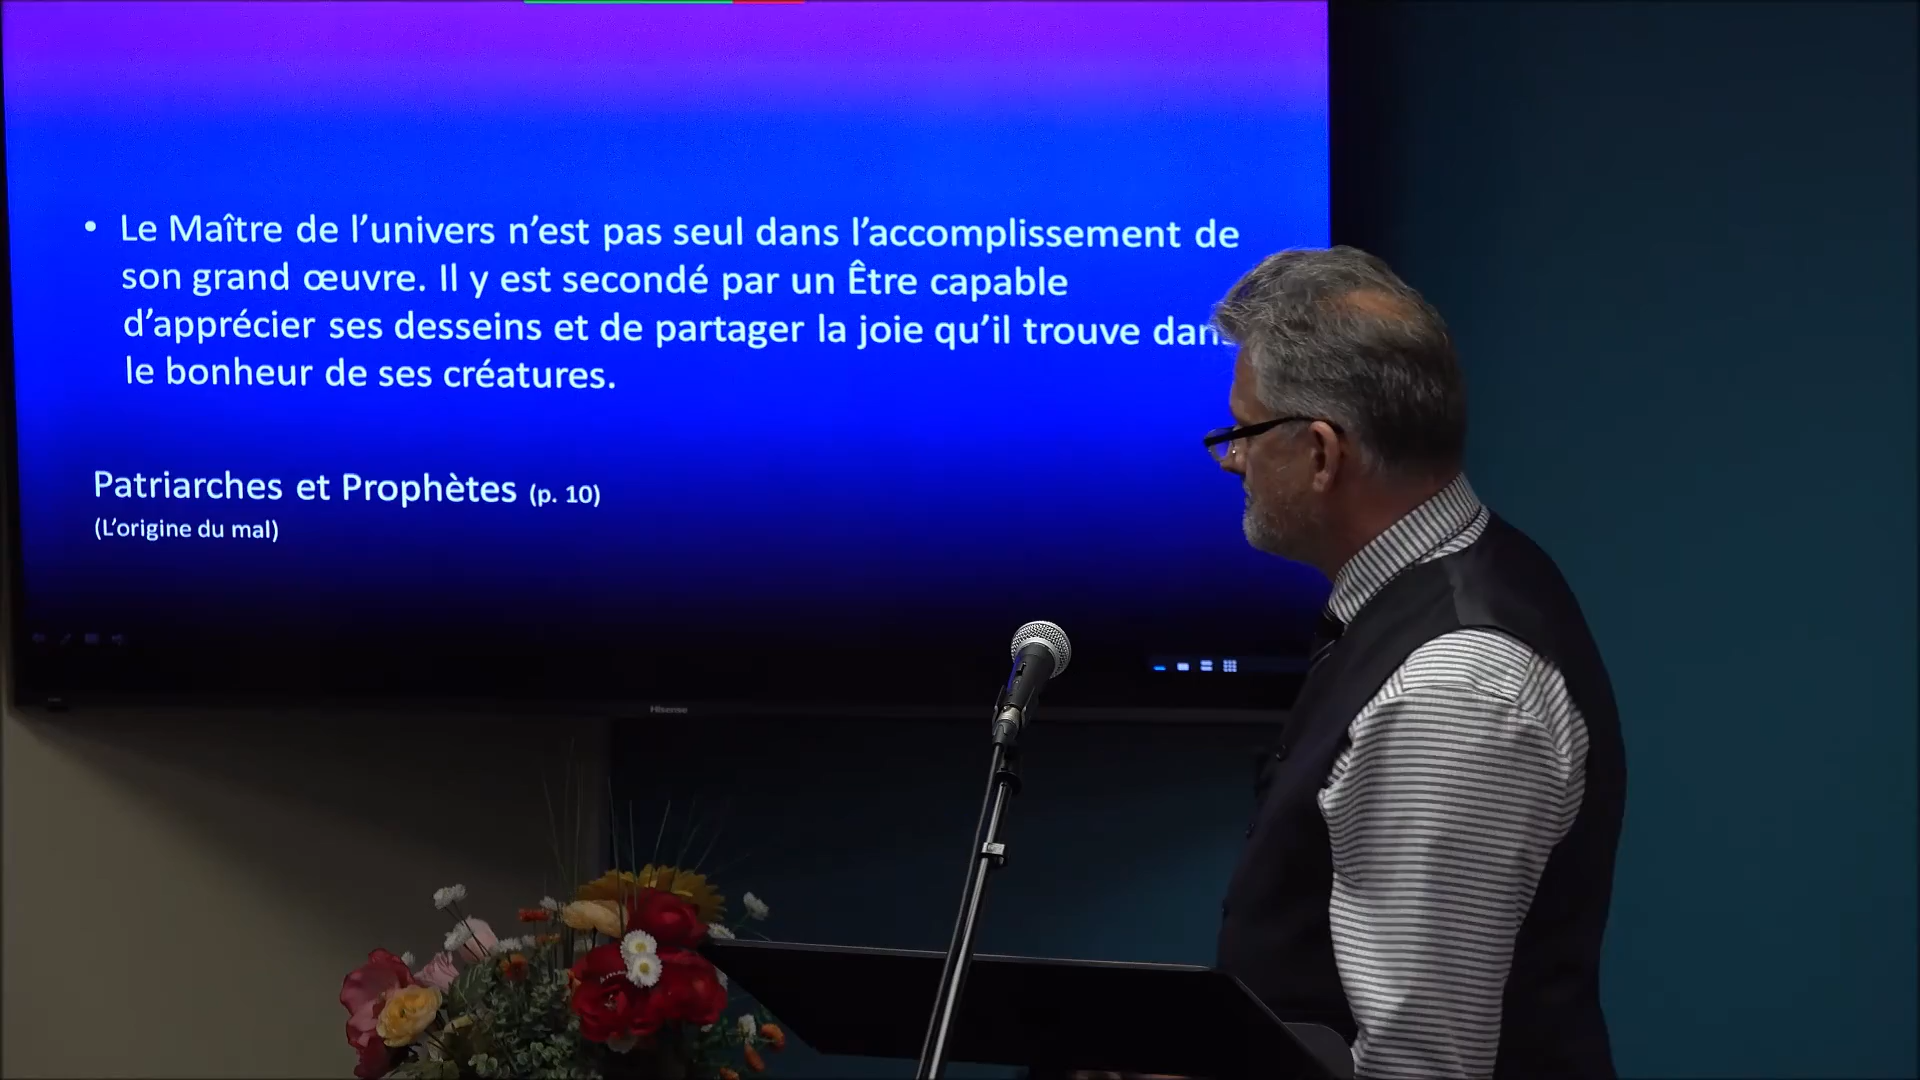 • Le Maître de l’univers n’est pas seul dans l’accomplissement de
son grand œuvre. Il y est secondé par un Être capable
d’apprécier ses desseins et de partager la joie qu’il trouve dans
le bonheur de ses créatures.
Patriarches et Prophètes (p. 10)
(L’origine du mal)
Hisense